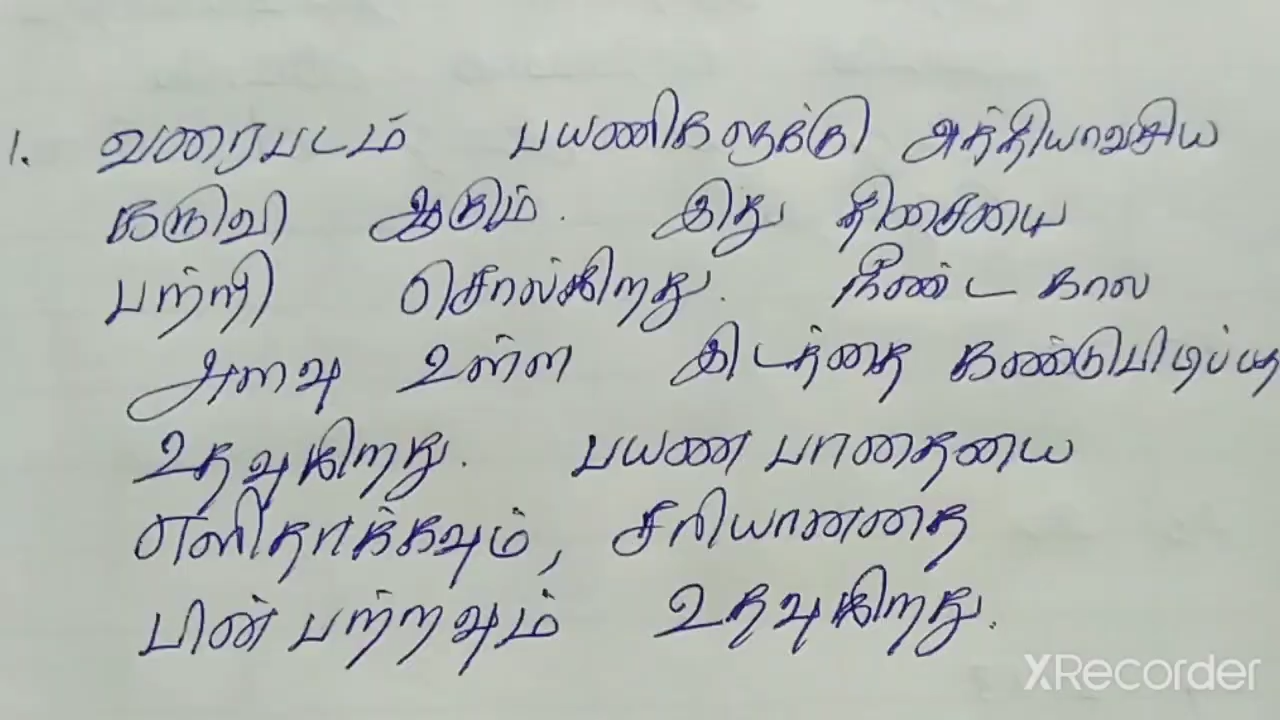 1. வரைபடம் பயணிகளுக்கு அத்தியாவசிய
கருவி ஆகும். இது திசையை
பற்றி சொல்கிறது. நீண்ட கால
அளவு உள்ள இடத்தை கண்டுபிடிப்பது
உதவுகிறது. பயண பாதையை
எளிதாக்கவும், சரியானதை
பின் பற்றவும் உதவுகிறது.
XRecorder